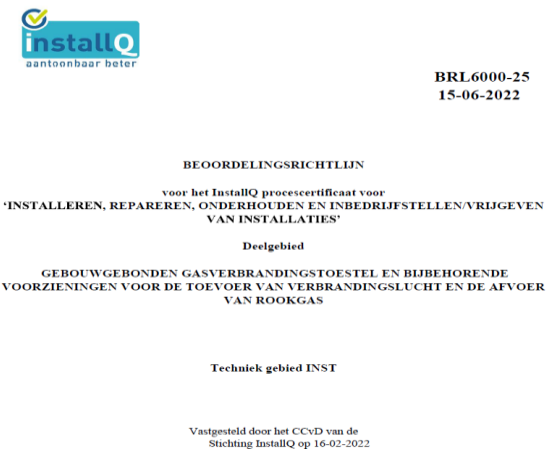 installQ
aantoonbaar beter
BRL6000-25
15-06-2022
BEOORDELINGSRICHTLIJN
voor het InstallQ procescertificaat voor
‘INSTALLEREN, REPAREREN, ONDERHOUDEN EN INBEDRIJFSTELLEN/VRIJGEVEN
VAN INSTALLATIES’
Deelgebied
GEBOUWGEBONDEN GASVERBRANDINGSTOESTEL EN BIJBEHORENDE
VOORZIENINGEN VOOR DE TOEVOER VAN VERBRANDINGSLUCHT EN DE AFVOER
VAN ROOKGAS
Techniek gebied INST
Vastgesteld door het CCvD van de
Stichting InstallQ op 16-02-2022